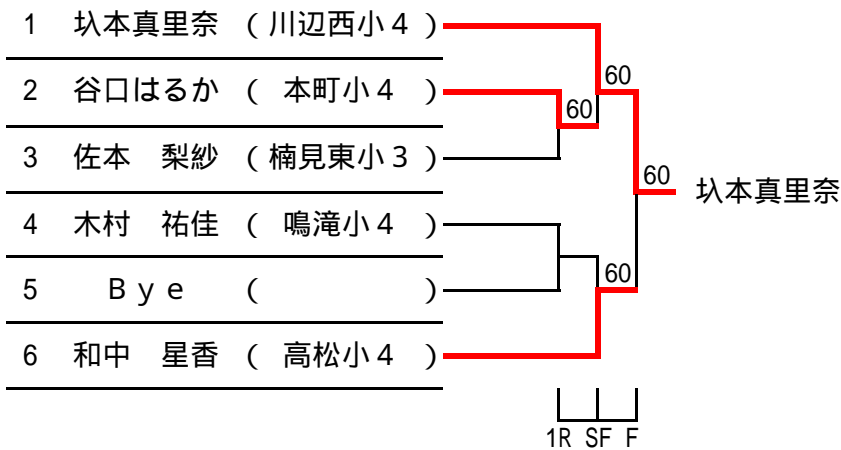 1 圦本真里奈 ( 川辺西小４ )
60
2 谷口はるか ( 本町小４ )
60
3 佐本 梨紗 ( 楠見東小３ )
60 圦本真里奈
4 木村 祐佳 ( 鳴滝小４ )
60
5 Ｂｙｅ ( )
6 和中 星香 ( 高松小４ )
1R SF F